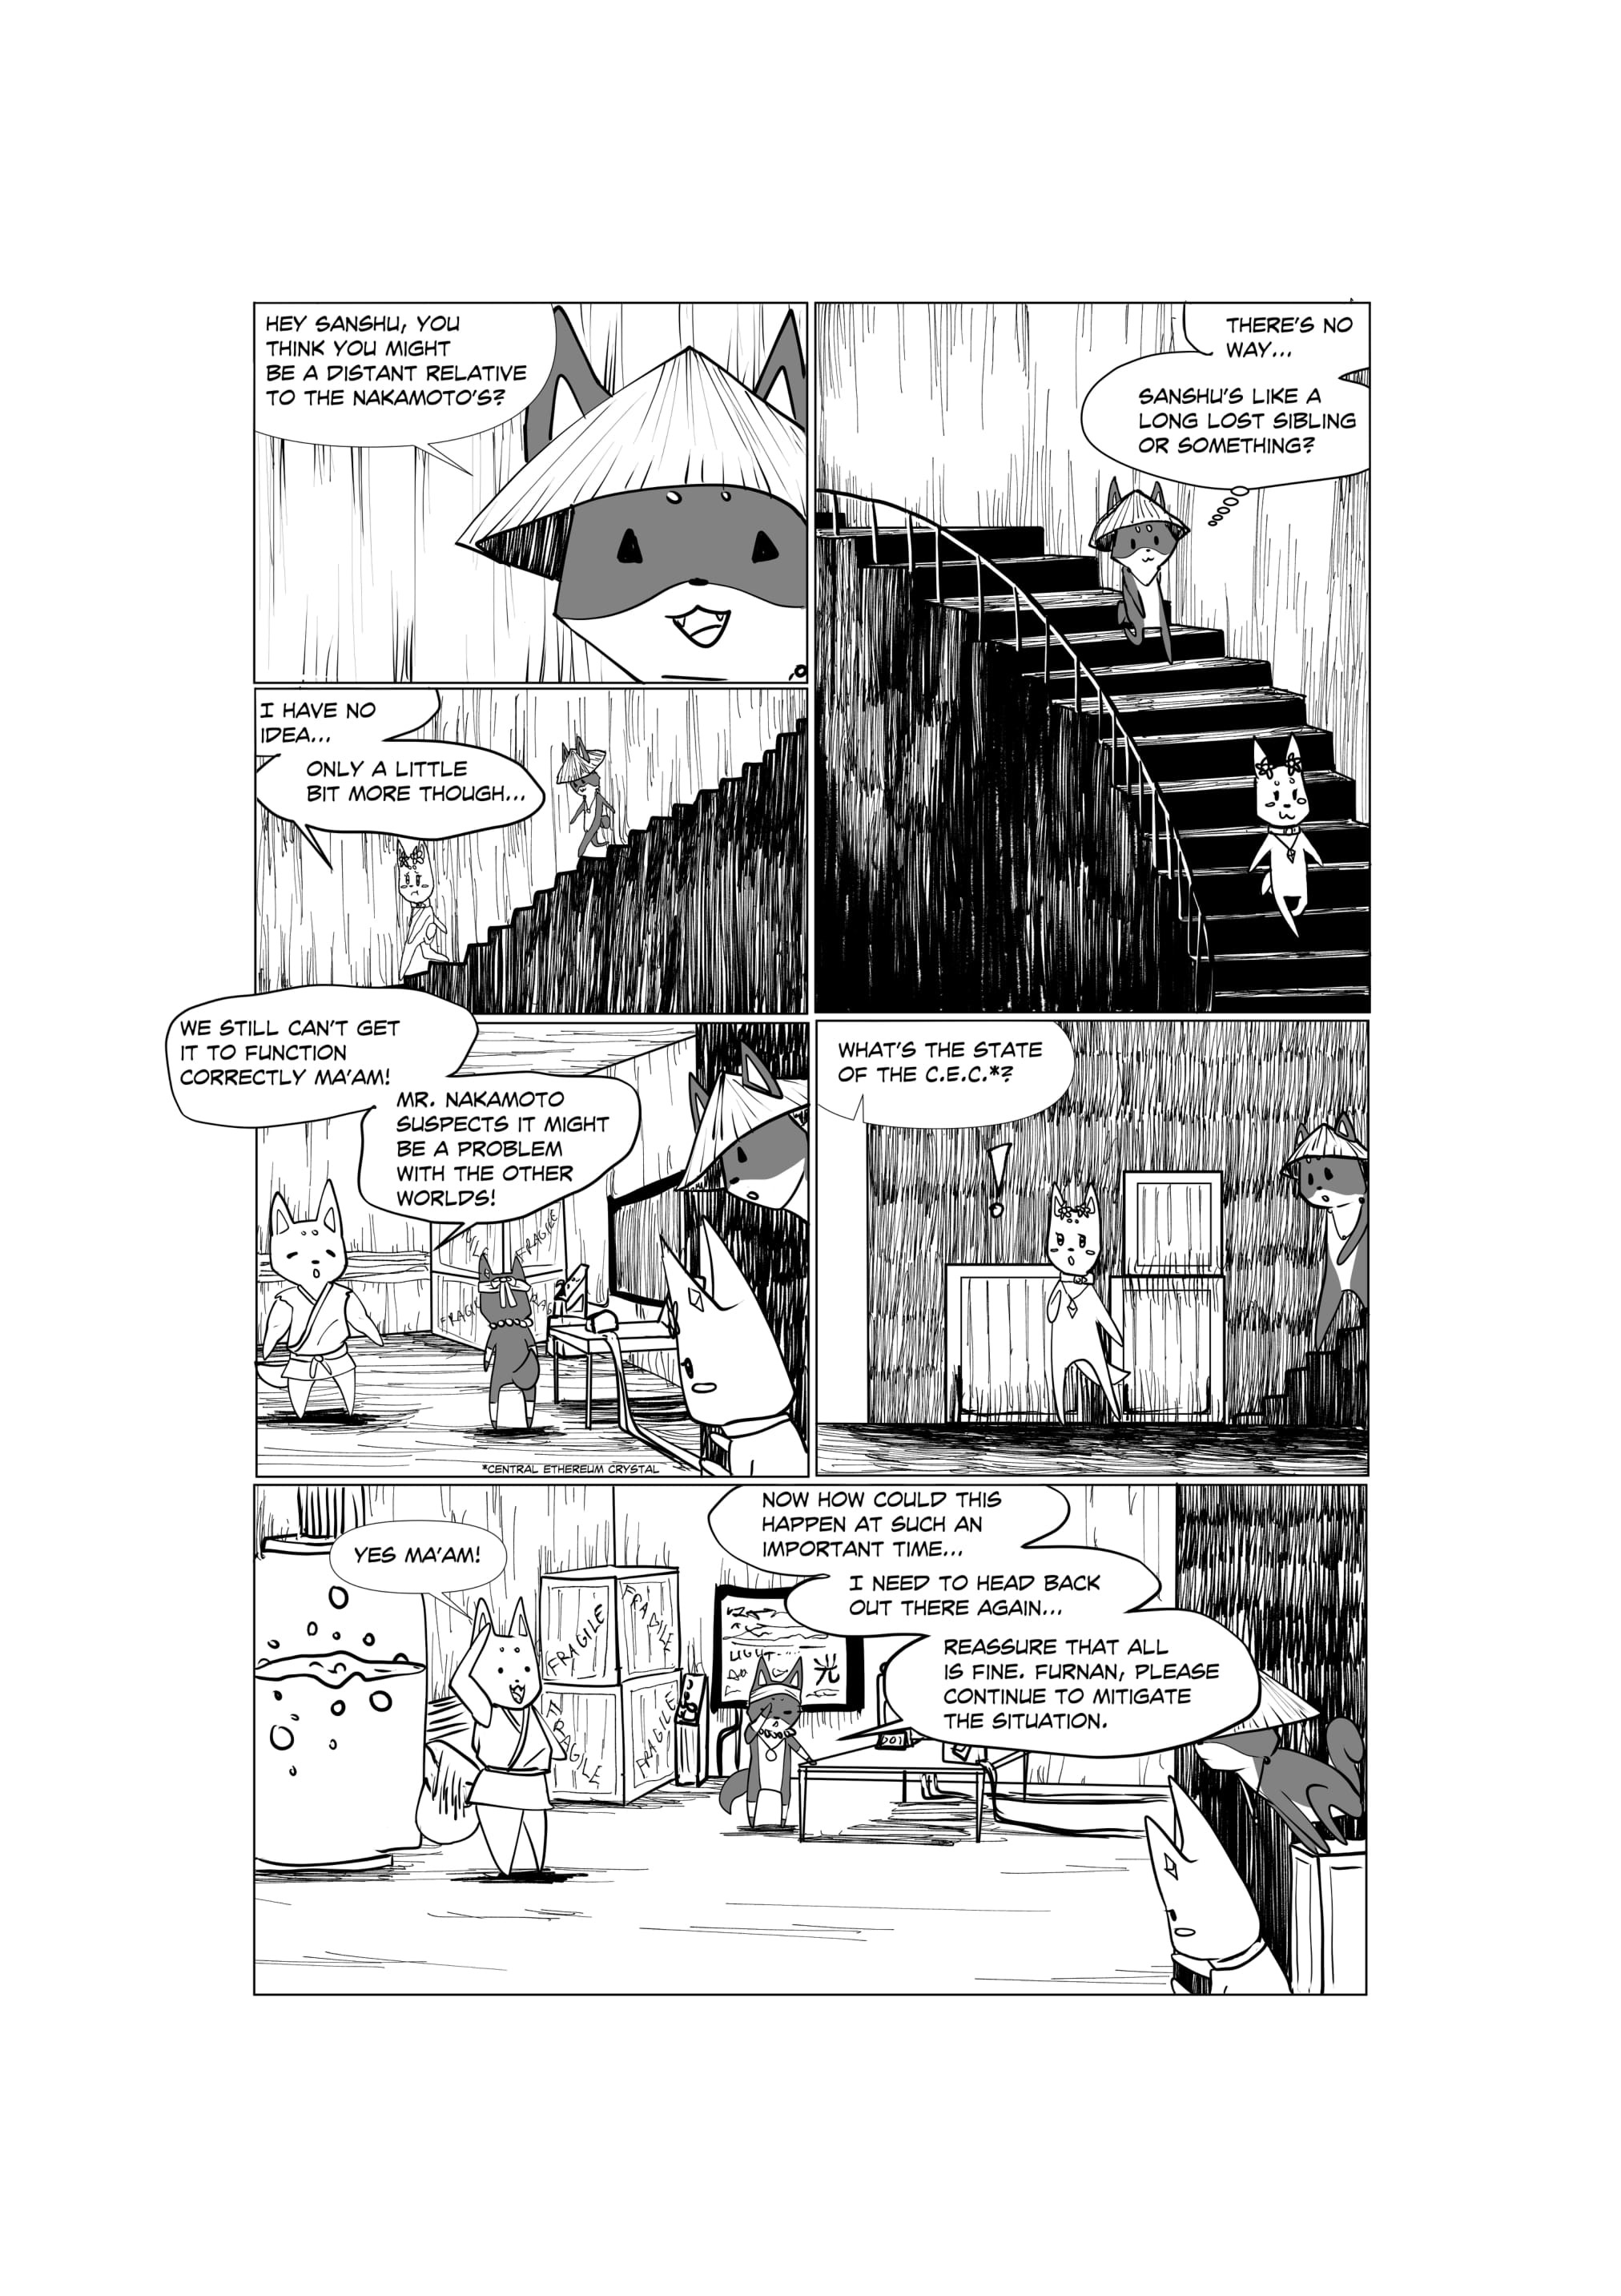 THERE'S NO
WAY...
SANSHU'S LIKE A
LONG LOST SIBLING
OR SOMETHING?
HEY SANSHU, YOU
THINK YOU MIGHT
BE A DISTANT RELATIVE
TO THE NAKAMOTO'S?
I HAVE NO
IDEA...
ONLY A LITTLE
BIT MORE THOUGH...
WHAT'S THE STATE
OF THE C.E.C.*?
WE STILL CAN'T GET
IT TO FUNCTION
CORRECTLY MA'AM!
MR. NAKAMOTO
SUSPECTS IT MIGHT
BE A PROBLEM
WITH THE OTHER
WORLDS!
FRAGILE
*CENTRAL ETHEREUM CRYSTAL
NOW HOW COULD THIS
HAPPEN AT SUCH AN
IMPORTANT TIME...
I NEED TO HEAD BACK
OUT THERE AGAIN...
REASSURE THAT ALL
IS FINE. FURNAN, PLEASE
CONTINUE TO MITIGATE
THE SITUATION.
YES MA'AM!
FRAGILE
FRAGILE
FRAGILE
FRAGILE
光